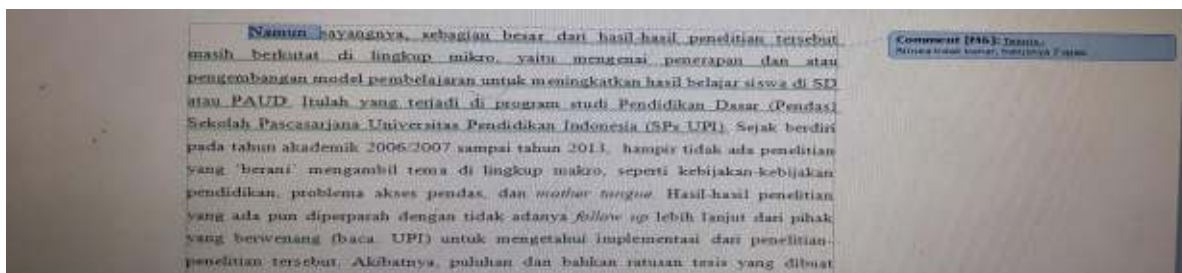 Namun sayangnya, sebagian besar dari hasil-hasil penelitian tersebut
masih berkutat di lingkup mikro, yaitu mengenai penerapan dan atau
pengembangan model pembelajaran untuk meningkatkan hasil belajar siswa di SD
atau PAUD. Itulah yang terjadi di program studi Pendidikan Dasar (Pendas)
Sekolah Pascasarjana Universitas Pendidikan Indonesia (SPs UPI). Sejak berdiri
pada tahun akademik 2006/2007 sampai tahun 2013, hampir tidak ada penelitian
yang 'berani' mengambil tema di lingkup makro, seperti kebijakan-kebijakan
pendidikan, problema akses pendas, dan mother tongue. Hasil-hasil penelitian
yang ada pun diperparah dengan tidak adanya follow up lebih lanjut dari pihak
yang berwenang (baca. UPI) untuk mengetahui implementasi dari penelitian-
penelitian tersebut. Akibatnya, puluhan dan bahkan ratusan tesis yang dibuat
Comment [M6]: